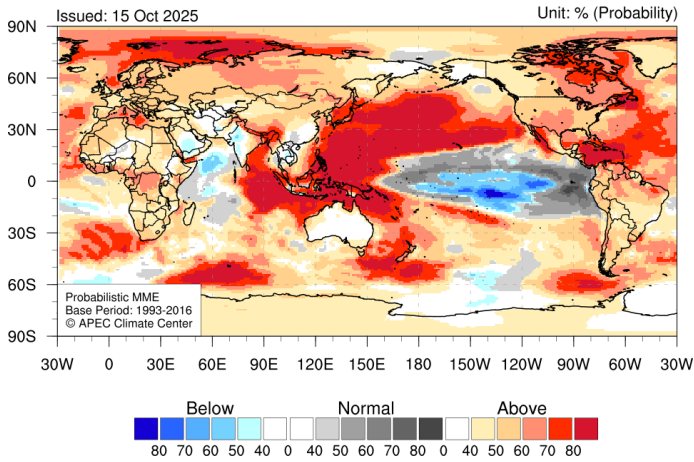 Issued: 15 Oct 2025
Unit: % (Probability)
90N
60N
30N
0
30S
60S
90S
Probabilistic MME
Base Period: 1993-2016
© APEC Climate Center
30W 0 30E 60E 90E 120E 150E 180 150W 120W 90W 60W 30W
Below Normal Above
80 70 60 50 40 0 40 50 60 70 80 0 40 50 60 70 80